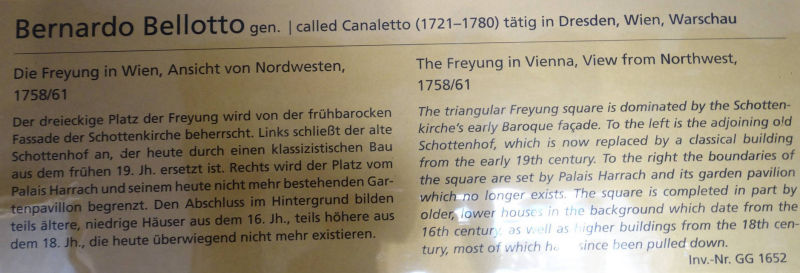 Bernardo Bellotto gen. | called Canaletto (1721–1780) tätig in Dresden, Wien, Warschau
Die Freyung in Wien, Ansicht von Nordwesten,
1758/61
Der dreieckige Platz der Freyung wird von der frühbarocken
Fassade der Schottenkirche beherrscht. Links schließt der alte
Schottenhof an, der heute durch einen klassizistischen Bau
aus dem frühen 19. Jh. ersetzt ist. Rechts wird der Platz vom
Palais Harrach und seinem heute nicht mehr bestehenden Gar-
tenpavillon begrenzt. Den Abschluss im Hintergrund bilden
teils ältere, niedrige Häuser aus dem 16. Jh., teils höhere aus
dem 18. Jh., die heute überwiegend nicht mehr existieren.
The Freyung in Vienna, View from Northwest,
1758/61
The triangular Freyung square is dominated by the Schotten-
kirche's early Baroque façade. To the left is the adjoining old
Schottenhof, which is now replaced by a classical building
from the early 19th century. To the right the boundaries of
the square are set by Palais Harrach and its garden pavilion
which no longer exists. The square is completed in part by
older, lower houses in the background which date from the
16th century, as well as higher buildings from the 18th cen-
tury, most of which since been pulled down.
Inv.-Nr. GG 1652